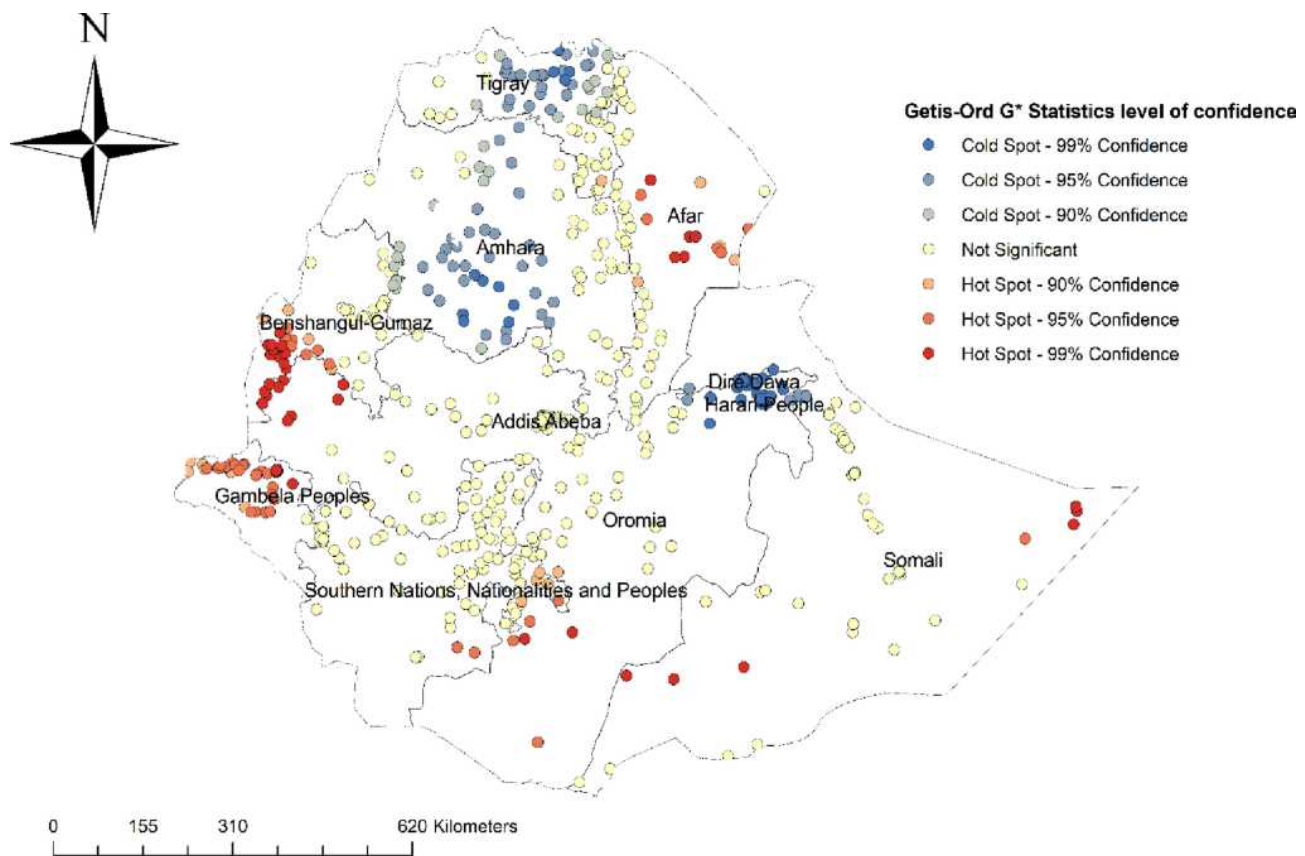 N
Tigray
Afar
Amhara
Benshangul-Gumaz
Dire Dawa
Harari People
Addis Abeba
Gambela Peoples
Oromia
Somali
Southern Nations, Nationalities and Peoples
Getis-Ord G* Statistics level of confidence
Cold Spot - 99% Confidence
Cold Spot - 95% Confidence
Cold Spot - 90% Confidence
Not Significant
Hot Spot - 90% Confidence
Hot Spot - 95% Confidence
Hot Spot - 99% Confidence
0 155 310 620 Kilometers